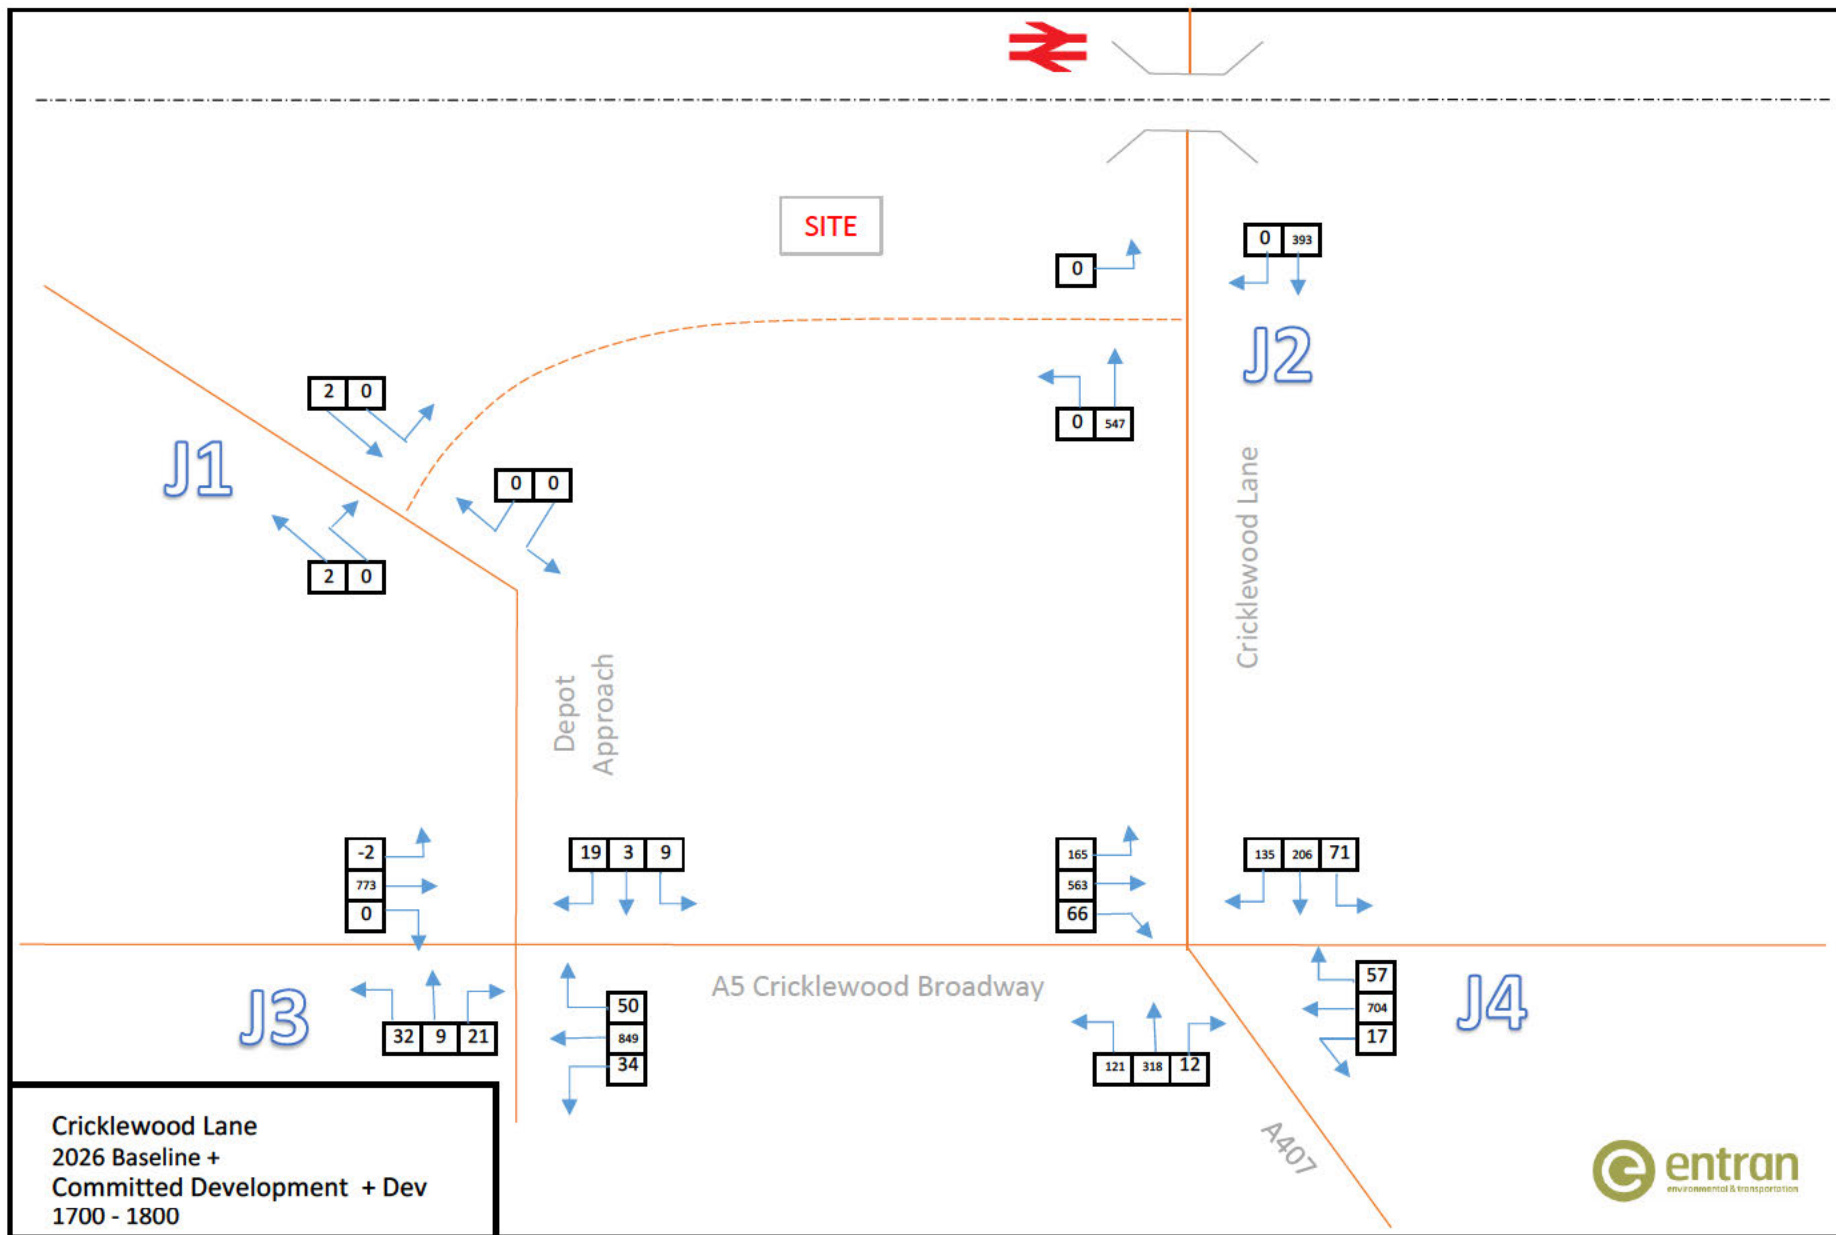 SITE
0
0 393
J2
0 547
2 0
J1
0 0
2 0
Cricklewood Lane
Depot
Approach
-2
773
0
19 3 9
165
563
66
135 206 71
J3
32 9 21
50
849
34
A5 Cricklewood Broadway
121 318 12
57
704
17
J4
A407
Cricklewood Lane
2026 Baseline +
Committed Development + Dev
1700 - 1800
entran
environmental & transportation